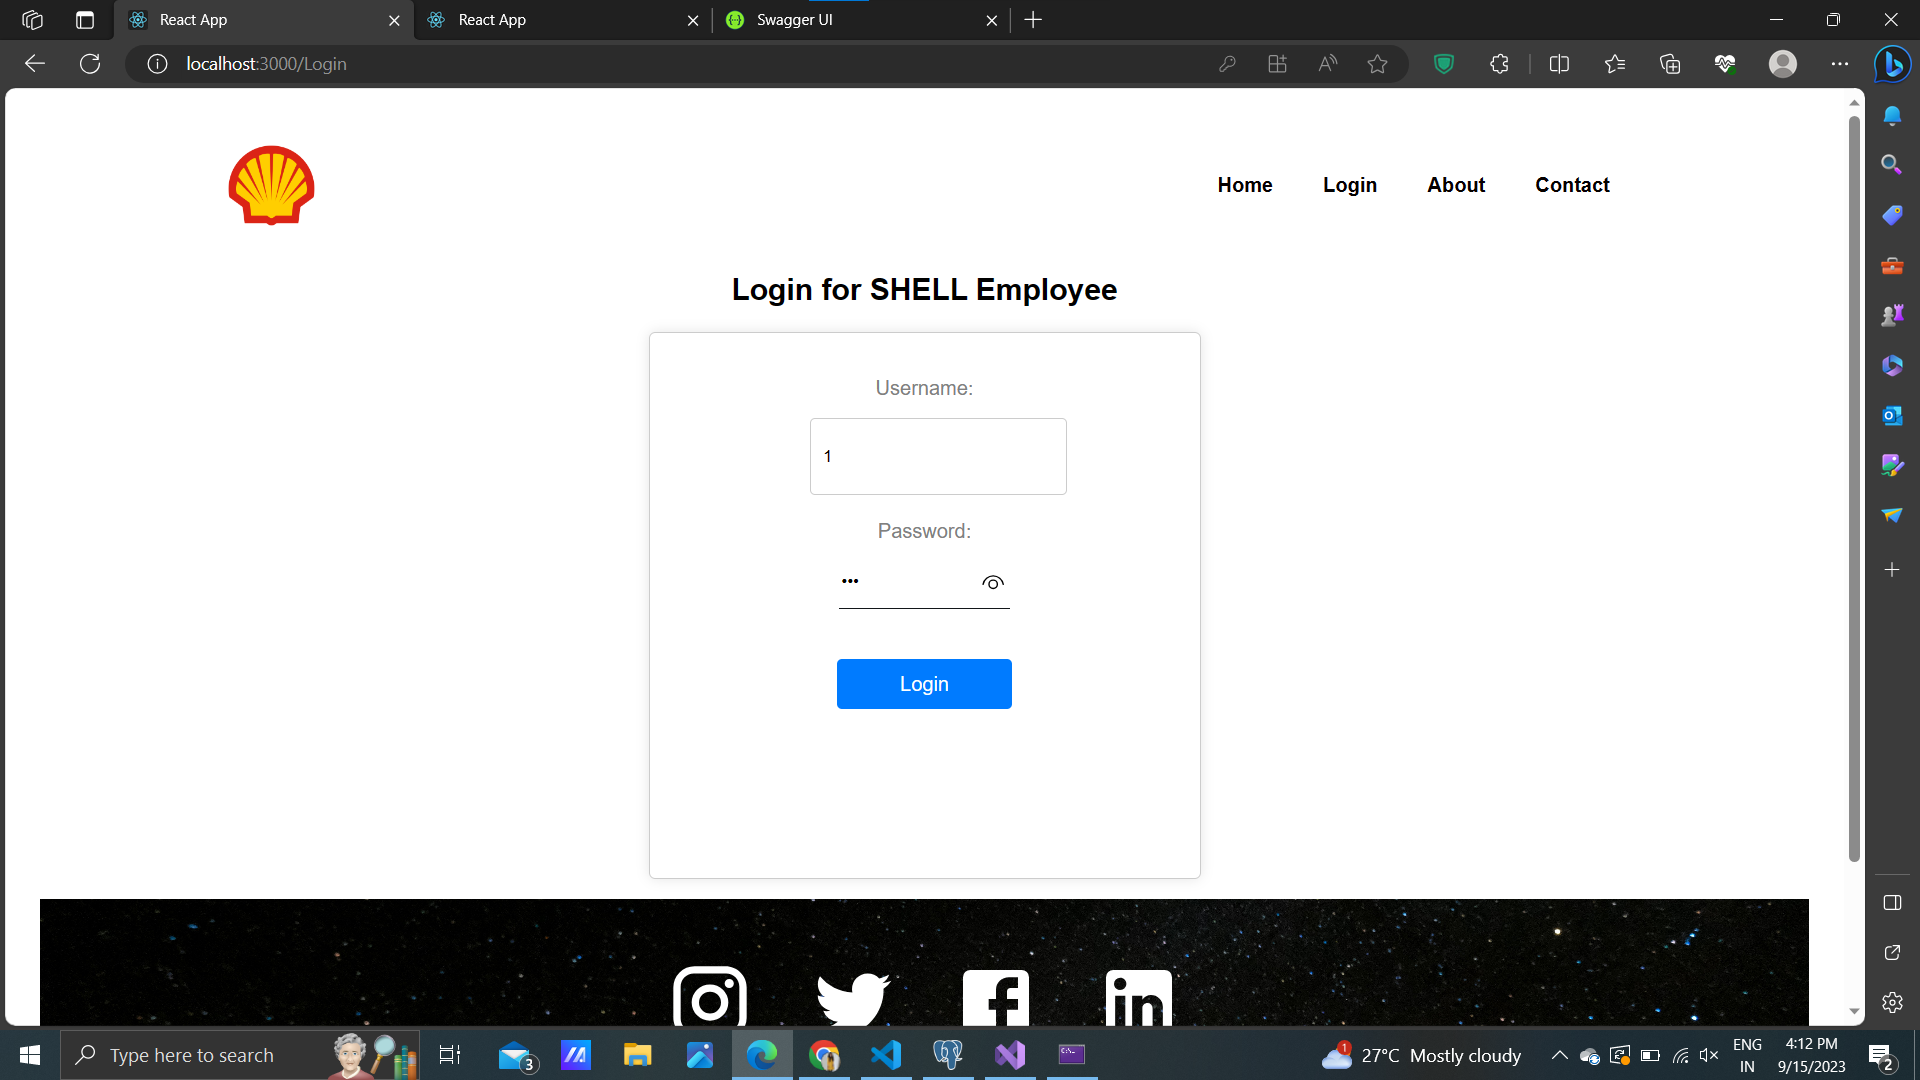 React App
React App
Swagger UI
localhost:3000/Login
Home
Login
About
Contact
Login for SHELL Employee
Username:
1
Password:
•••
Login
Type here to search
3
1
27°C Mostly cloudy
ENG
IN
4:12 PM
9/15/2023
2